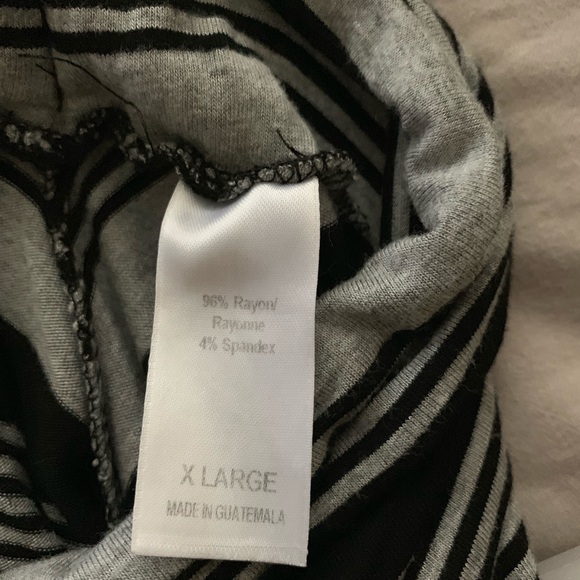 96% Rayon/
Rayonne
4% Spandex
X LARGE
MADE IN GUATEMALA